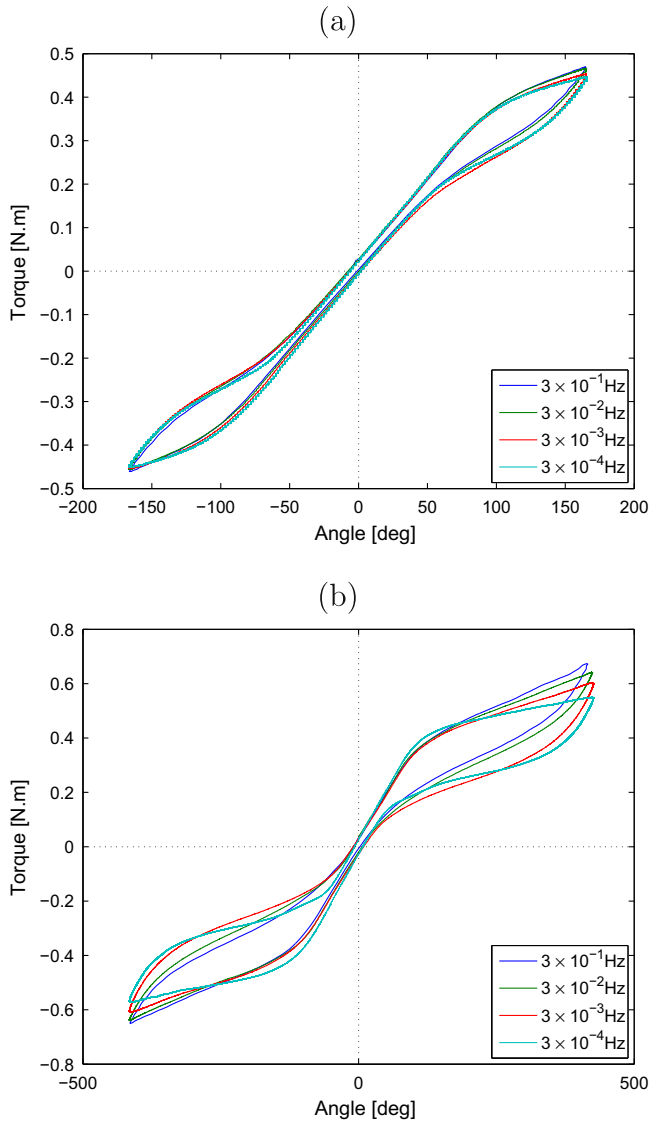 (a)
0.5
0.4
0.3
0.2
0.1
0
−0.1
−0.2
−0.3
−0.4
−0.5
Torque [N.m]
−200 −150 −100 −50 0 50 100 150 200
Angle [deg]
3 × 10⁻¹Hz
3 × 10⁻²Hz
3 × 10⁻³Hz
3 × 10⁻⁴Hz
(b)
0.8
0.6
0.4
0.2
0
−0.2
−0.4
−0.6
−0.8
Torque [N.m]
−500 0 500
Angle [deg]
3 × 10⁻¹Hz
3 × 10⁻²Hz
3 × 10⁻³Hz
3 × 10⁻⁴Hz